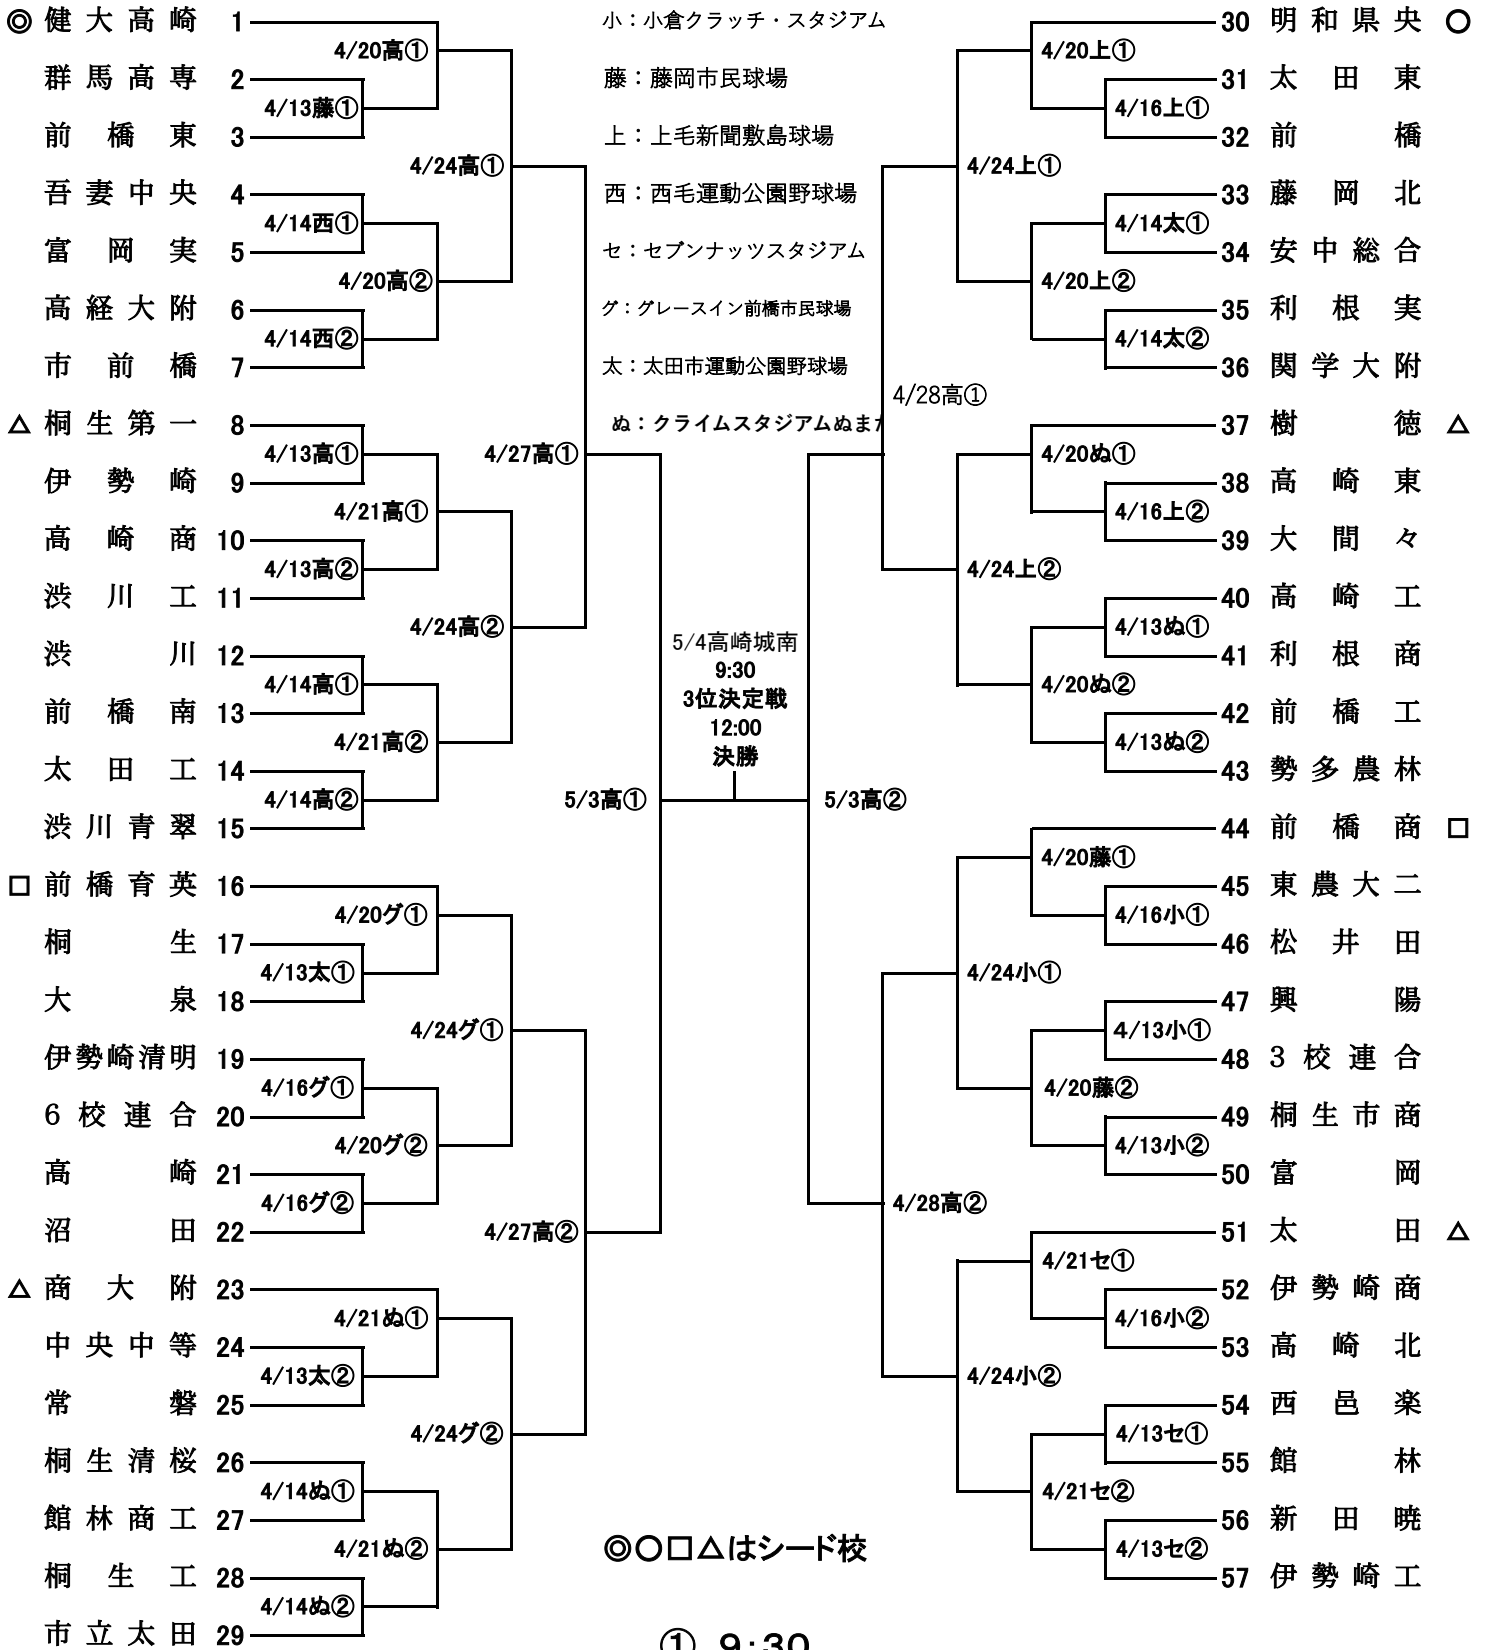 ◎ 健大高崎 1
群馬高専 2
前橋東 3
吾妻中央 4
富岡実 5
高経大附 6
市前橋 7
△ 桐生第一 8
伊勢崎 9
高崎商 10
渋川工 11
渋川 12
前橋南 13
太田工 14
渋川青翠 15
□ 前橋育英 16
桐生 17
大泉 18
伊勢崎清明 19
6校連合 20
高崎 21
沼田 22
△ 商大附 23
中央中等 24
常磐 25
桐生清桜 26
館林商工 27
桐生工 28
市立太田 29
4/13藤①
4/14西①
4/14西②
4/13高①
4/13高②
4/14高①
4/14高②
4/13太①
4/16グ①
4/16グ②
4/13太②
4/14ぬ①
4/14ぬ②
4/20高①
4/20高②
4/21高①
4/21高②
4/20グ①
4/20グ②
4/21ぬ①
4/21ぬ②
4/24高①
4/24高②
4/24グ①
4/24グ②
4/27高①
4/27高②
5/3高①
小：小倉クラッチ・スタジアム
藤：藤岡市民球場
上：上毛新聞敷島球場
西：西毛運動公園野球場
セ：セブンナッツスタジアム
グ：グレースイン前橋市民球場
太：太田市運動公園野球場
ぬ：クライムスタジアムぬまた
5/4高崎城南
9:30
3位決定戦
12:00
決勝
5/3高②
4/28高①
4/28高②
4/24上①
4/24上②
4/24小①
4/24小②
4/20上①
4/20上②
4/20ぬ①
4/20ぬ②
4/20藤①
4/20藤②
4/21セ①
4/21セ②
4/16上①
4/14太①
4/14太②
4/16上②
4/13ぬ①
4/13ぬ②
4/16小①
4/13小①
4/13小②
4/16小②
4/13セ①
4/13セ②
30 明和県央 ○
31 太田東
32 前橋
33 藤岡北
34 安中総合
35 利根実
36 関学大附
37 樹徳 △
38 高崎東
39 大間々
40 高崎工
41 利根商
42 前橋工
43 勢多農林
44 前橋商 □
45 東農大二
46 松井田
47 興陽
48 3校連合
49 桐生市商
50 富岡
51 太田 △
52 伊勢崎商
53 高崎北
54 西邑楽
55 館林
56 新田暁
57 伊勢崎工
◎○□△はシード校
① 9:30